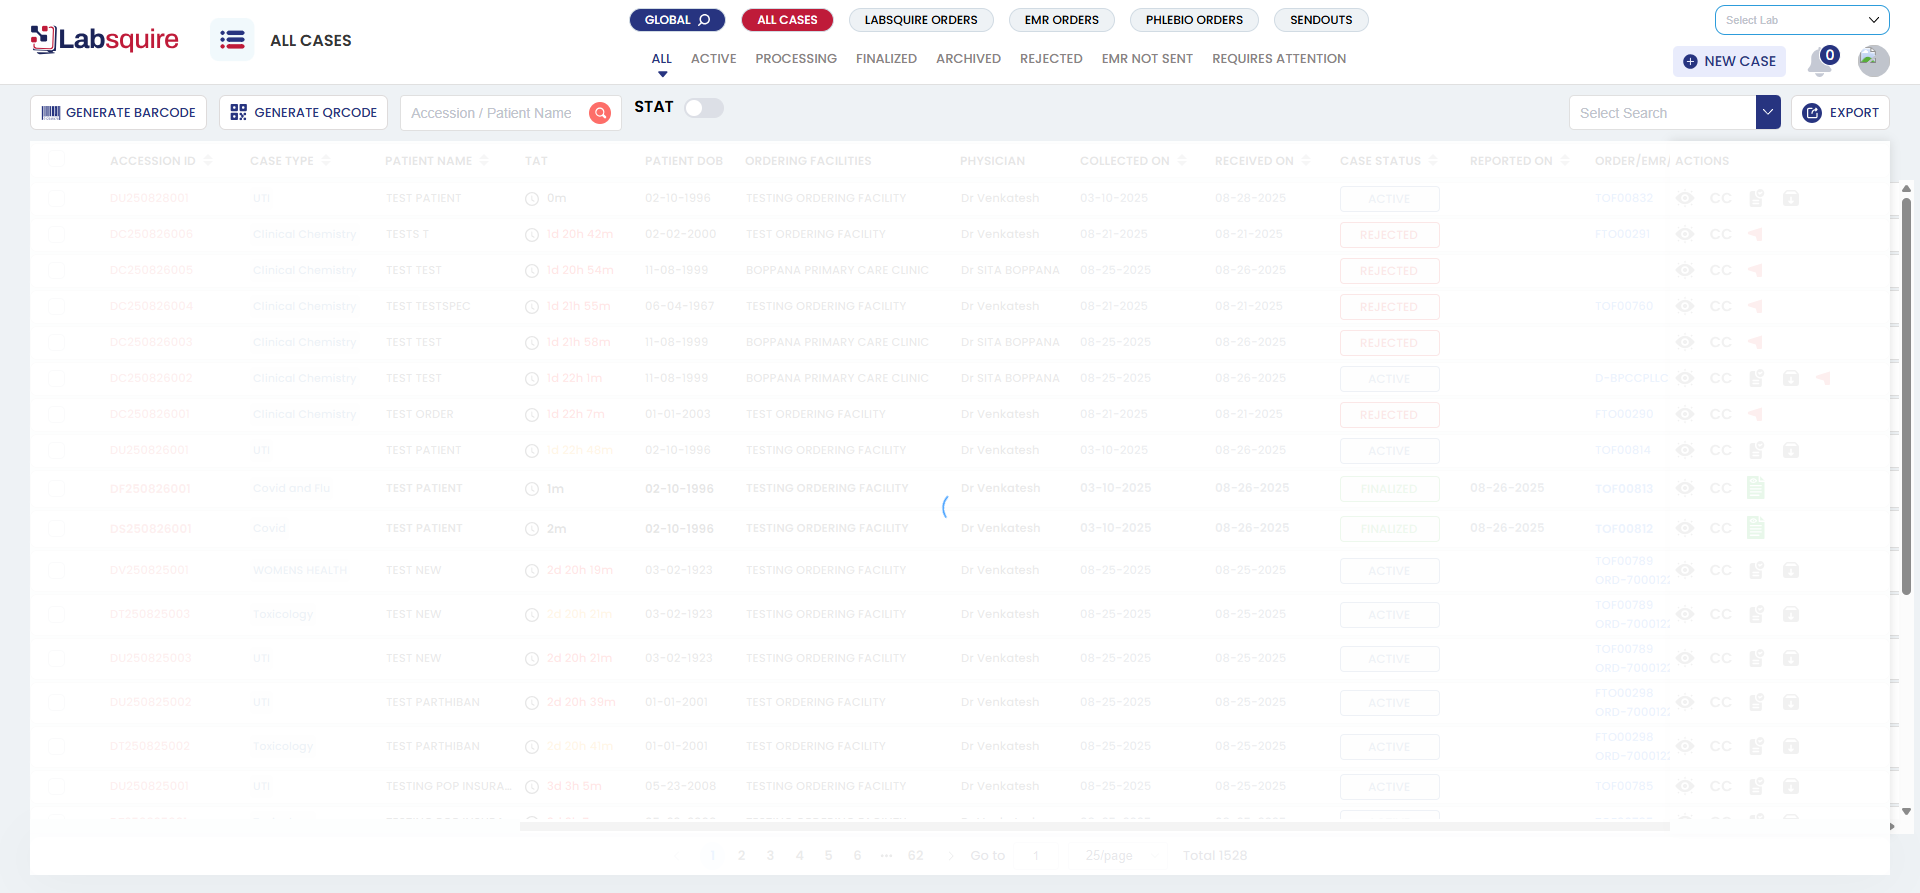 Labsquire
ALL CASES
GLOBAL
ALL CASES
LABSQUIRE ORDERS
EMR ORDERS
PHLEBIO ORDERS
SENDOUTS
Select Lab
ALL
ACTIVE
PROCESSING
FINALIZED
ARCHIVED
REJECTED
EMR NOT SENT
REQUIRES ATTENTION
NEW CASE
0
GENERATE BARCODE
GENERATE QRCODE
Accession / Patient Name
STAT
Select Search
EXPORT
ACCESSION ID CASE TYPE PATIENT NAME TAT PATIENT DOB ORDERING FACILITIES PHYSICIAN COLLECTED ON RECEIVED ON CASE STATUS REPORTED ON ORDER/EMR/ ACTIONS
DU250828001 UTI TEST PATIENT 0m 02-10-1996 TESTING ORDERING FACILITY Dr Venkatesh 03-10-2025 08-28-2025 ACTIVE TOF00832 CC
DC250826006 Clinical Chemistry TESTS T 1d 20h 42m 02-02-2000 TEST ORDERING FACILITY Dr Venkatesh 08-21-2025 08-21-2025 REJECTED FTO00291 CC
DC250826005 Clinical Chemistry TEST TEST 1d 20h 54m 11-08-1999 BOPPANA PRIMARY CARE CLINIC Dr SITA BOPPANA 08-25-2025 08-26-2025 REJECTED CC
DC250826004 Clinical Chemistry TEST TESTSPEC 1d 21h 55m 06-04-1967 TESTING ORDERING FACILITY Dr Venkatesh 08-21-2025 08-21-2025 REJECTED TOF00760 CC
DC250826003 Clinical Chemistry TEST TEST 1d 21h 58m 11-08-1999 BOPPANA PRIMARY CARE CLINIC Dr SITA BOPPANA 08-25-2025 08-26-2025 REJECTED CC
DC250826002 Clinical Chemistry TEST TEST 1d 22h 1m 11-08-1999 BOPPANA PRIMARY CARE CLINIC Dr SITA BOPPANA 08-25-2025 08-26-2025 ACTIVE D-BPCCPLLC CC
DC250826001 Clinical Chemistry TEST ORDER 1d 22h 7m 01-01-2003 TEST ORDERING FACILITY Dr Venkatesh 08-21-2025 08-21-2025 REJECTED FTO00290 CC
DU250826001 UTI TEST PATIENT 1d 22h 48m 02-10-1996 TESTING ORDERING FACILITY Dr Venkatesh 03-10-2025 08-26-2025 ACTIVE TOF00814 CC
DF250826001 Covid and Flu TEST PATIENT 1m 02-10-1996 TESTING ORDERING FACILITY Dr Venkatesh 03-10-2025 08-26-2025 FINALIZED 08-26-2025 TOF00813 CC
DS250826001 Covid TEST PATIENT 2m 02-10-1996 TESTING ORDERING FACILITY Dr Venkatesh 03-10-2025 08-26-2025 FINALIZED 08-26-2025 TOF00812 CC
DV250825001 WOMENS HEALTH TEST NEW 2d 20h 19m 03-02-1923 TESTING ORDERING FACILITY Dr Venkatesh 08-25-2025 08-25-2025 ACTIVE TOF00789 CC
ORD-7000122
DT250825003 Toxicology TEST NEW 2d 20h 21m 03-02-1923 TESTING ORDERING FACILITY Dr Venkatesh 08-25-2025 08-25-2025 ACTIVE TOF00789 CC
ORD-7000122
DU250825003 UTI TEST NEW 2d 20h 21m 03-02-1923 TESTING ORDERING FACILITY Dr Venkatesh 08-25-2025 08-25-2025 ACTIVE TOF00789 CC
ORD-7000122
DU250825002 UTI TEST PARTHIBAN 2d 20h 39m 01-01-2001 TEST ORDERING FACILITY Dr Venkatesh 08-25-2025 08-25-2025 ACTIVE FTO00298 CC
ORD-7000122
DT250825002 Toxicology TEST PARTHIBAN 2d 20h 41m 01-01-2001 TEST ORDERING FACILITY Dr Venkatesh 08-25-2025 08-25-2025 ACTIVE FTO00298 CC
ORD-7000122
DU250825001 UTI TESTING POP INSURA... 3d 3h 5m 05-23-2008 TESTING ORDERING FACILITY Dr Venkatesh 08-25-2025 08-25-2025 ACTIVE TOF00785 CC
1 2 3 4 5 6 ••• 62 Go to 1 25/page Total 1528